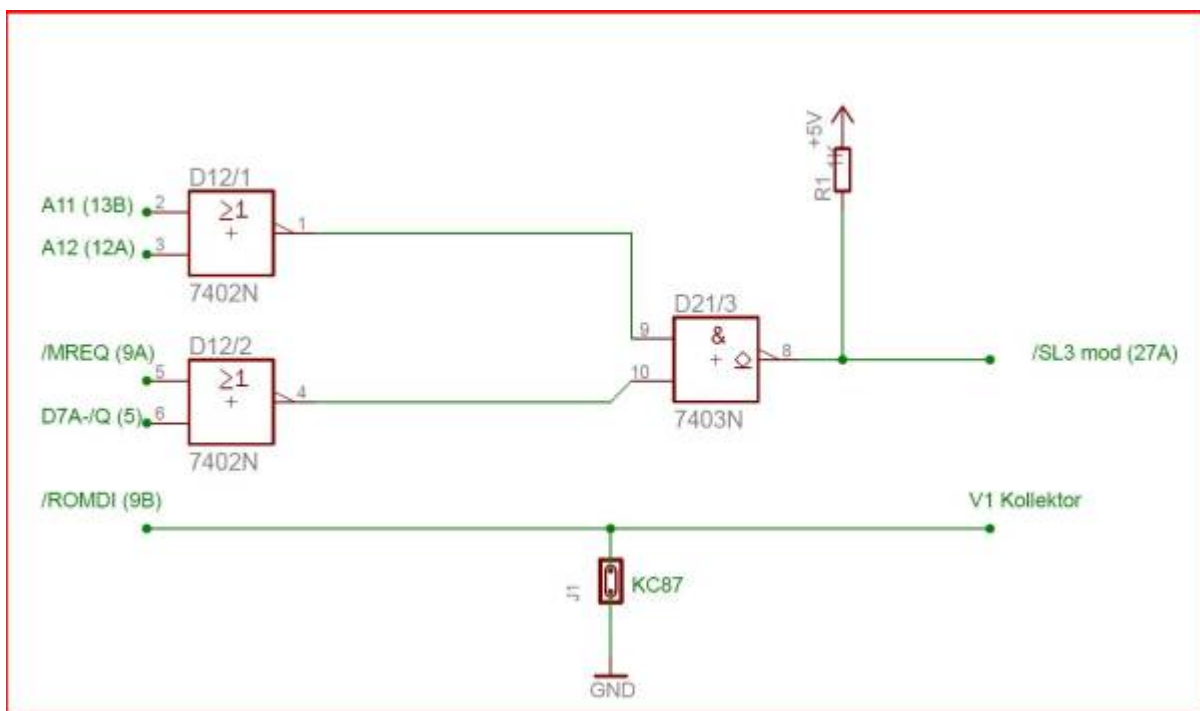 +5V
R1 1K
D12/1
A11 (13B) 2
≥1
+
1
A12 (12A) 3
7402N
D21/3
9
&
+
8
10
7403N
/SL3 mod (27A)
D12/2
/MREQ (9A)
5
≥1
+
4
D7A-/Q (5) 6
7402N
/ROMDI (9B)
V1 Kollektor
J1
KC87
GND